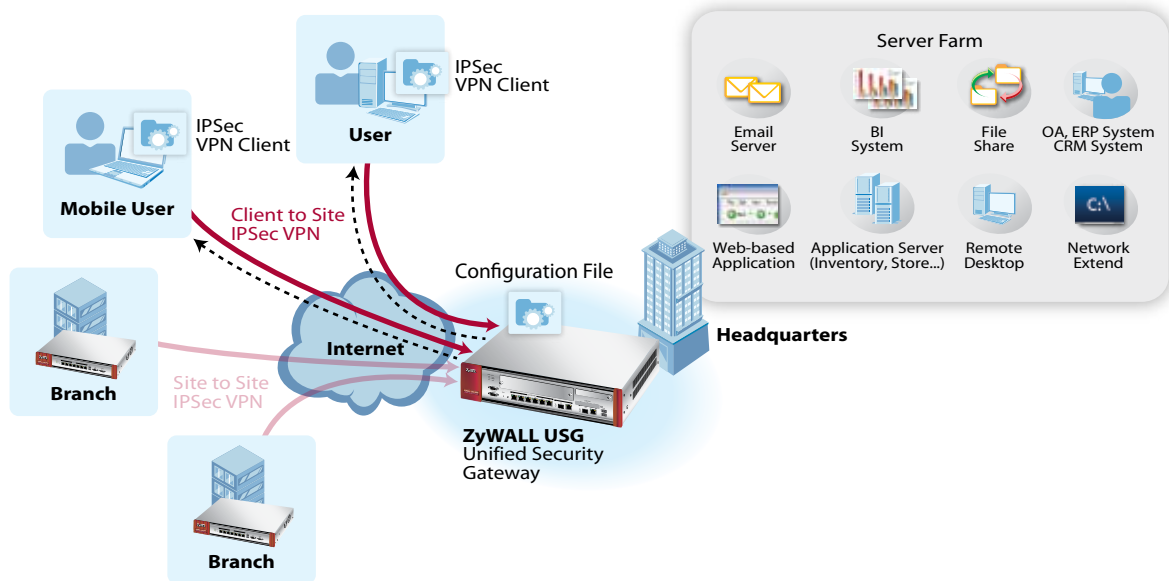 IPSec
VPN Client
User
IPSec
VPN Client
Mobile User
Client to Site
IPSec VPN
Branch
Site to Site
IPSec VPN
Branch
Internet
Configuration File
ZyWALL USG
Unified Security
Gateway
Headquarters
Server Farm
Email
Server
BI
System
File
Share
OA, ERP System
CRM System
Web-based
Application
Application Server
(Inventory, Store...)
Remote
Desktop
C:\
Network
Extend